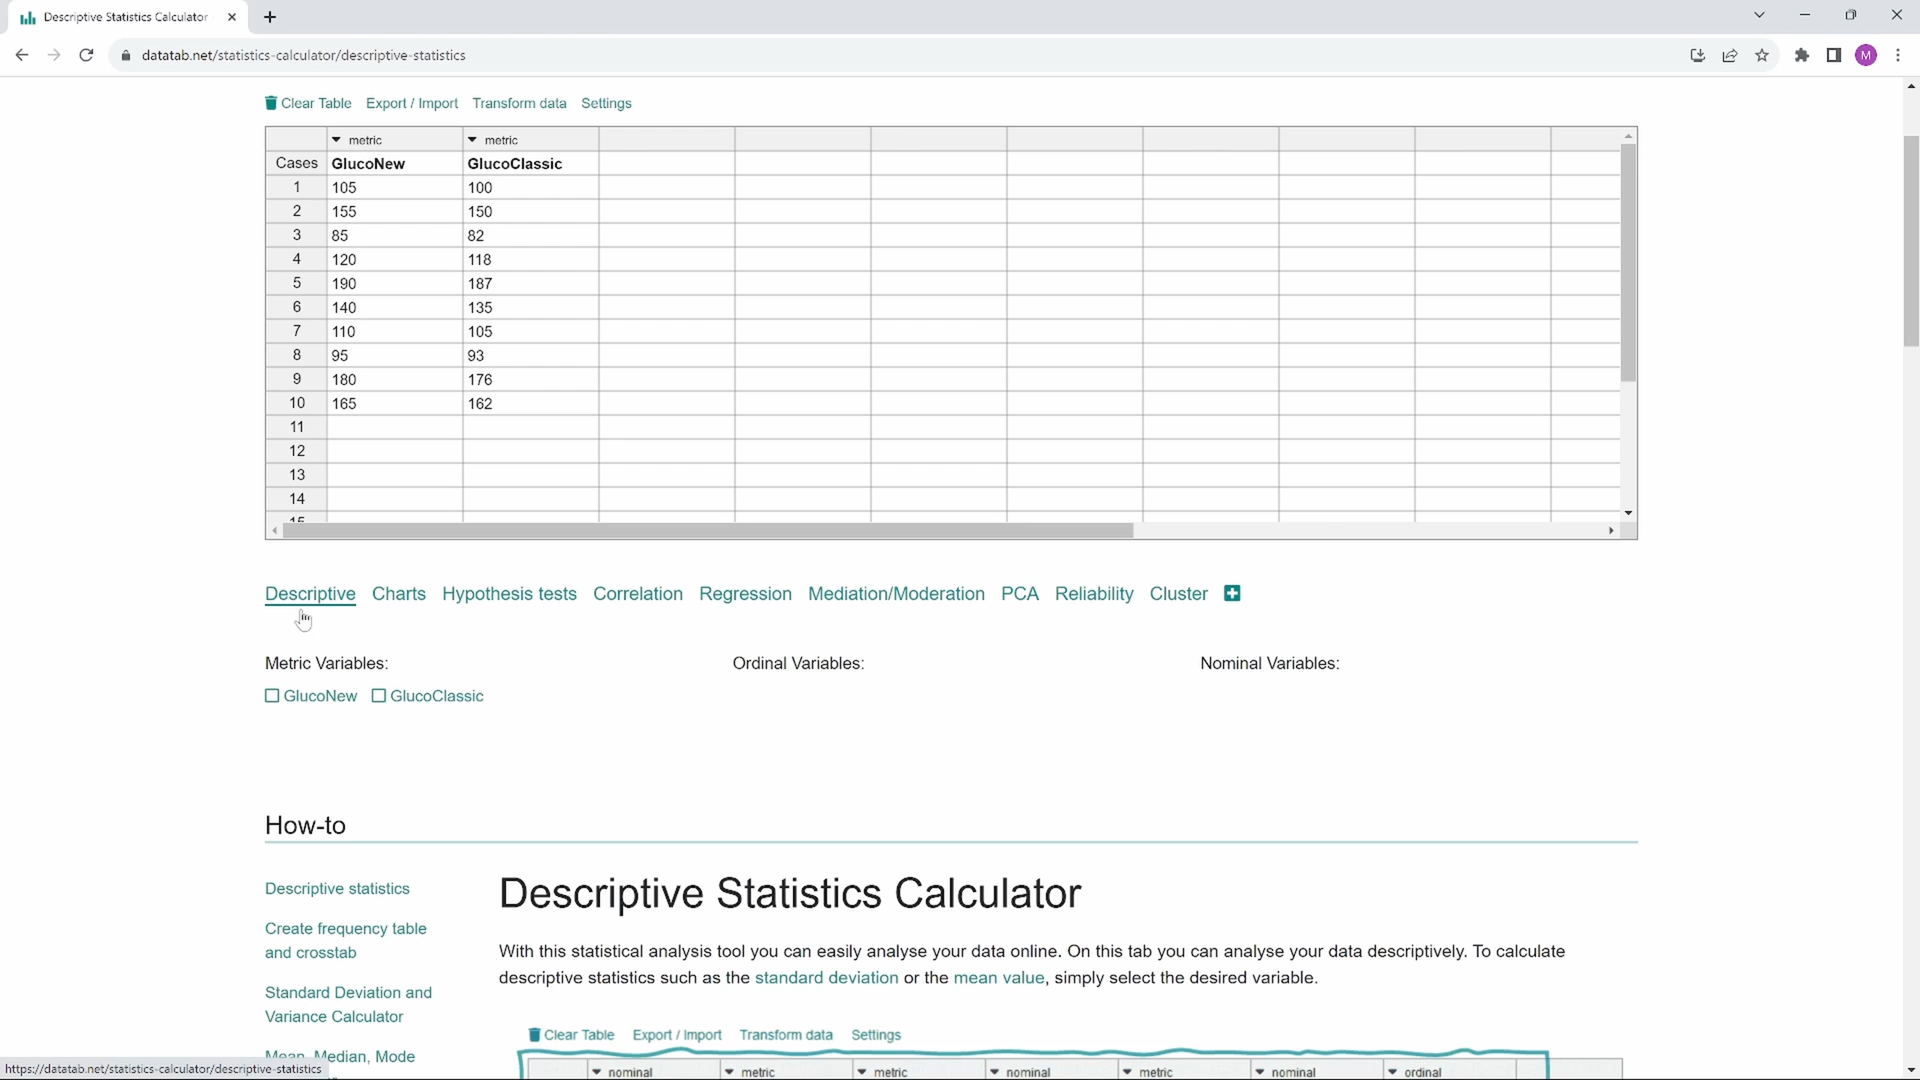 Descriptive Statistics Calculator
datatab.net/statistics-calculator/descriptive-statistics
M
Clear Table Export / Import Transform data Settings
metric metric
Cases GlucoNew GlucoClassic
1 105 100
2 155 150
3 85 82
4 120 118
5 190 187
6 140 135
7 110 105
8 95 93
9 180 176
10 165 162
11
12
13
14
15
Descriptive Charts Hypothesis tests Correlation Regression Mediation/Moderation PCA Reliability Cluster
Metric Variables: Ordinal Variables: Nominal Variables:
GlucoNew GlucoClassic
How-to
Descriptive statistics
Create frequency table
and crosstab
Standard Deviation and
Variance Calculator
Mean, Median, Mode
Descriptive Statistics Calculator
With this statistical analysis tool you can easily analyse your data online. On this tab you can analyse your data descriptively. To calculate
descriptive statistics such as the standard deviation or the mean value, simply select the desired variable.
Clear Table Export / Import Transform data Settings
nominal metric metric nominal metric nominal ordinal
https://datatab.net/statistics-calculator/descriptive-statistics